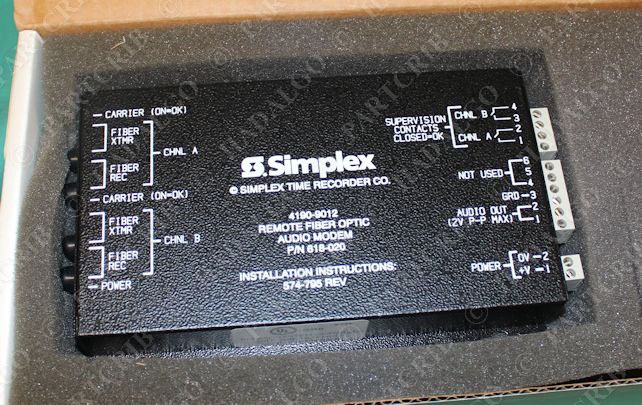 CARRIER (ON=OK)
FIBER
XTMR
CHNL A
FIBER
REC
CARRIER (ON=OK)
FIBER
XTMR
CHNL B
FIBER
REC
POWER
Simplex
© SIMPLEX TIME RECORDER CO.
4190-9012
REMOTE FIBER OPTIC
AUDIO MODEM
P/N 618-020
INSTALLATION INSTRUCTIONS:
574-795 REV
SUPERVISION
CONTACTS
CLOSED=OK
CHNL B
4
3
CHNL A
2
1
NOT USED
6
5
4
GRD 3
AUDIO OUT
(2V P-P MAX)
2
1
POWER
0V 2
+V 1
© PARTCRIB
HIDALGO